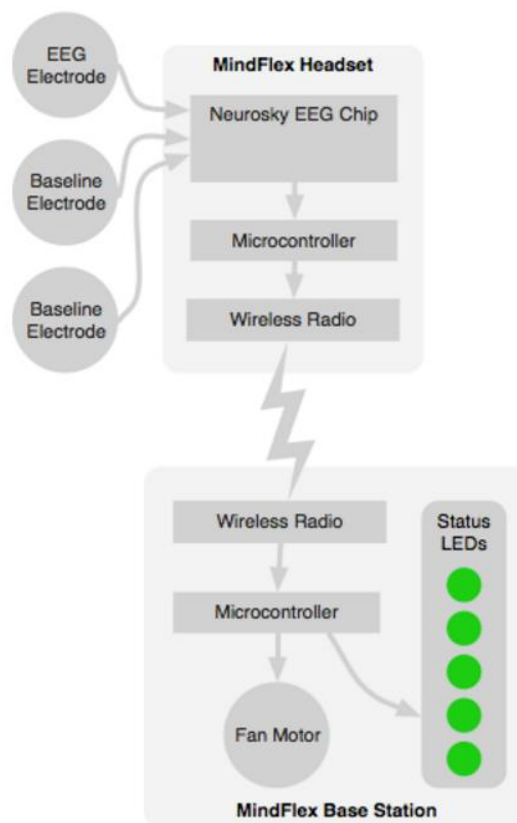 EEG
Electrode
Baseline
Electrode
Baseline
Electrode
MindFlex Headset
Neurosky EEG Chip
Microcontroller
Wireless Radio
Wireless Radio
Microcontroller
Fan Motor
Status
LEDs
MindFlex Base Station